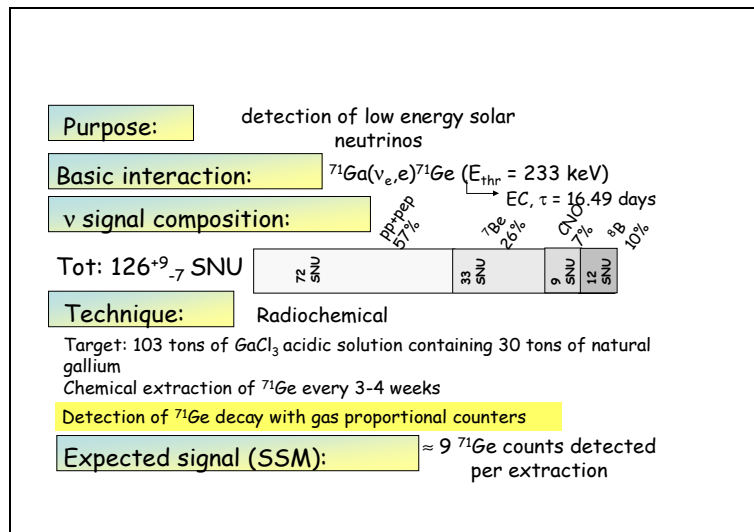 Purpose:
detection of low energy solar
neutrinos
Basic interaction:
⁷¹Ga(νₑ,e)⁷¹Ge (E_thr = 233 keV)
EC, τ = 16.49 days
ν signal composition:
pp+pep
57%
⁷Be
26%
CNO
7%
⁸B
10%
Tot: 126⁺⁹₋₇ SNU
72
SNU
33
SNU
9
SNU
12
SNU
Technique:
Radiochemical
Target: 103 tons of GaCl₃ acidic solution containing 30 tons of natural
gallium
Chemical extraction of ⁷¹Ge every 3-4 weeks
Detection of ⁷¹Ge decay with gas proportional counters
Expected signal (SSM):
≈ 9 ⁷¹Ge counts detected
per extraction